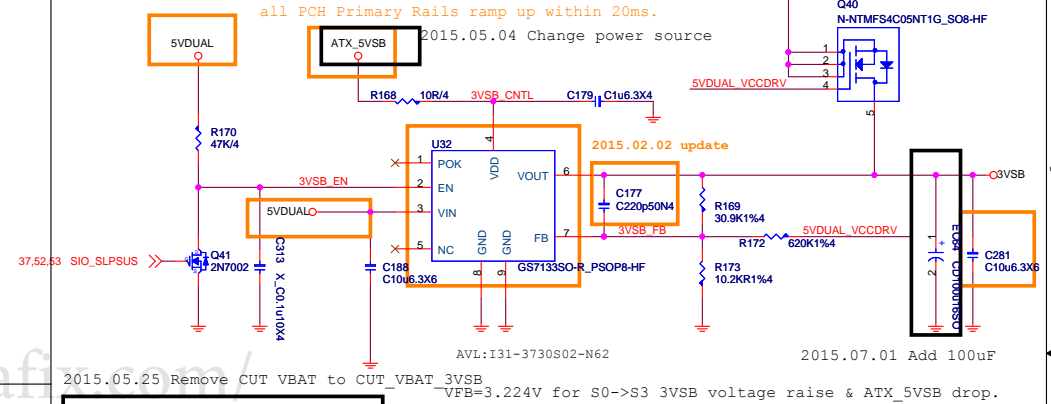 Q40
all PCH Primary Rails ramp up within 20ms.
N-NTMFS4C05NT1G_SO8-HF
5VDUAL
ATX_5VSB
2015.05.04 Change power source
1
2
3
4
5VDUAL_VCCDRV
5
R168
10R/4
3VSB_CNTL
C179
C1u6.3X4
R170
47K/4
U32
4
2015.02.02 update
1
POK
VDD
VOUT
6
3VSB
3VSB_EN
2
EN
C177
C220p50N4
R169
30.9K1%4
5VDUAL
3
VIN
5
NC
GND
GND
FB
7
3VSB_FB
R172
620K1%4
5VDUAL_VCCDRV
37,52,53 SIO_SLPSUS
Q41
2N7002
C313 X_C0.1u10X4
C188
C10u6.3X6
8
9
GS7133SO-R_PSOP8-HF
R173
10.2KR1%4
1
+
2
EC64 CD100u16SO
C281
C10u6.3X6
AVL:I31-3730S02-N62
2015.07.01 Add 100uF
afix.com/
2015.05.25 Remove CUT VBAT to CUT_VBAT_3VSB
VFB=3.224V for S0->S3 3VSB voltage raise & ATX_5VSB drop.